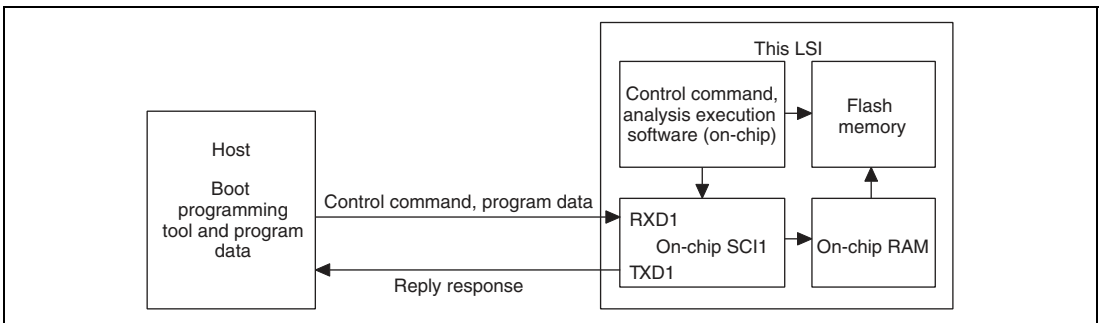 Host
Boot
programming
tool and program
data
Control command, program data
Reply response
This LSI
Control command,
analysis execution
software (on-chip)
Flash
memory
RXD1
On-chip SCI1
TXD1
On-chip RAM